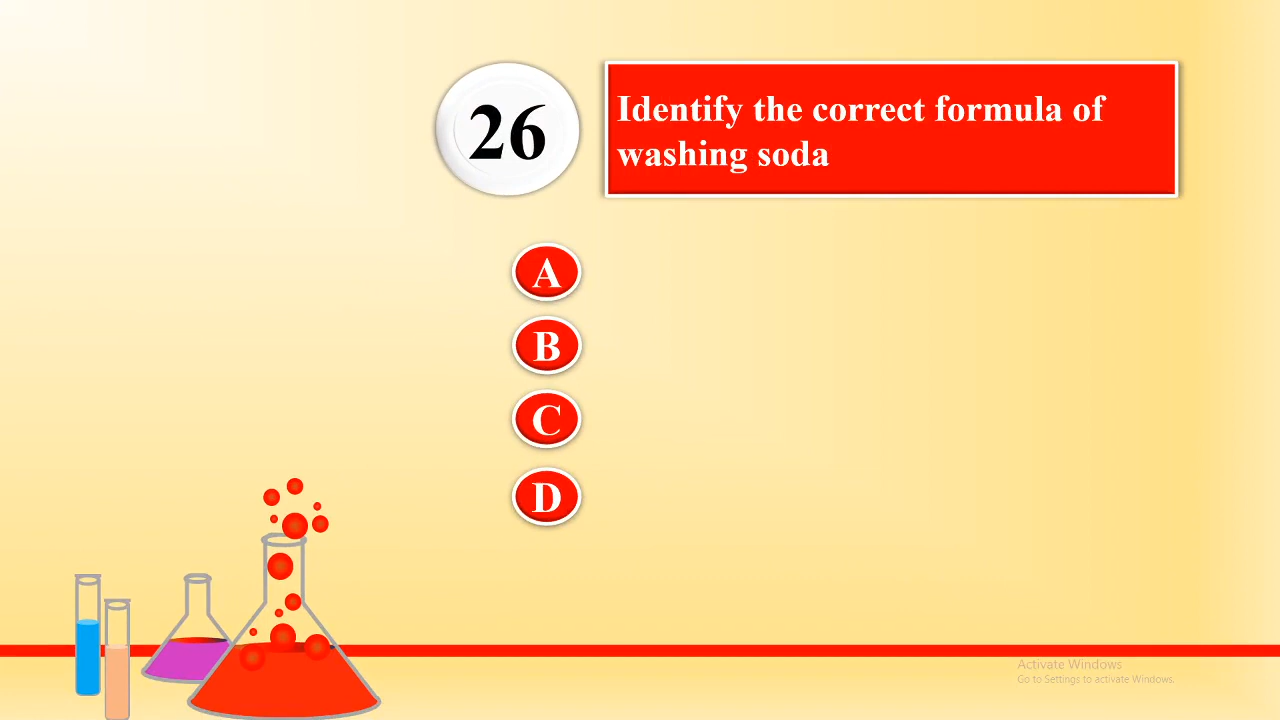 26
Identify the correct formula of
washing soda
A
B
C
D
Activate Windows
Go to Settings to activate Windows.